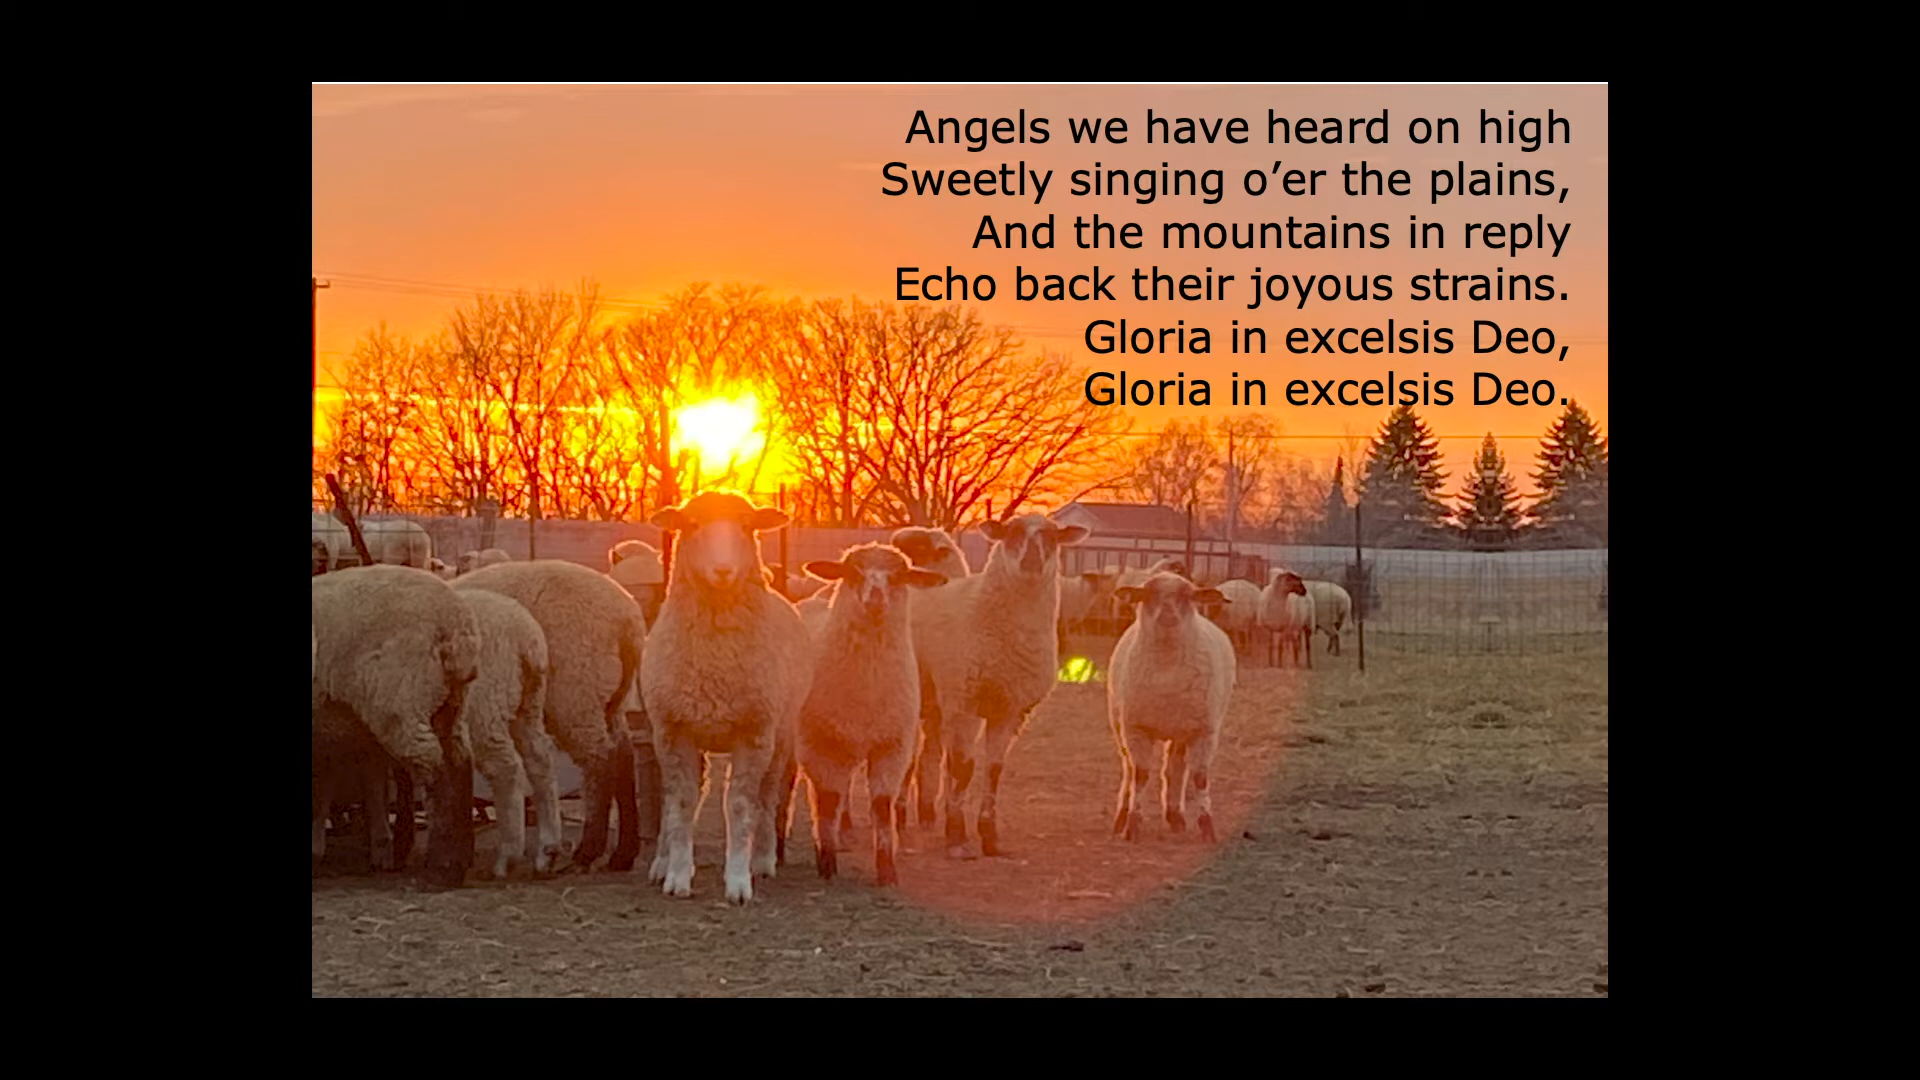 Angels we have heard on high
Sweetly singing o’er the plains,
And the mountains in reply
Echo back their joyous strains.
Gloria in excelsis Deo,
Gloria in excelsis Deo.